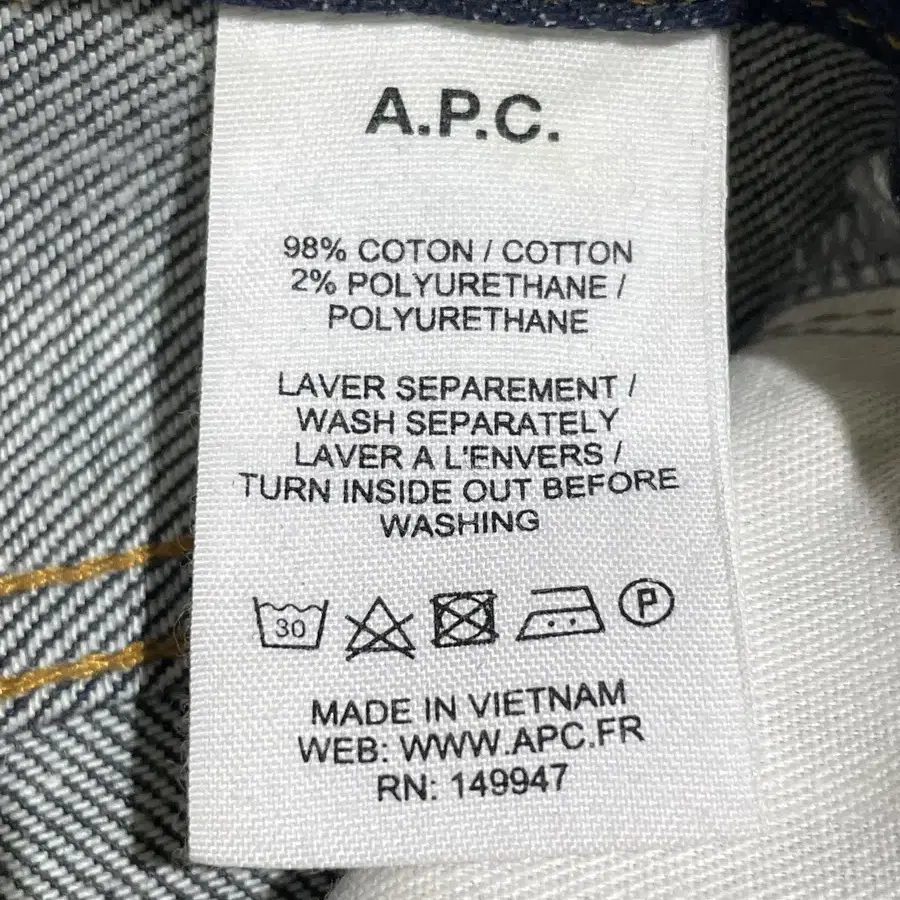 A.P.C.
98% COTON / COTTON
2% POLYURETHANE /
POLYURETHANE
LAVER SEPAREMENT /
WASH SEPARATELY
LAVER A L'ENVERS /
TURN INSIDE OUT BEFORE
WASHING
30 P
MADE IN VIETNAM
WEB: WWW.APC.FR
RN: 149947